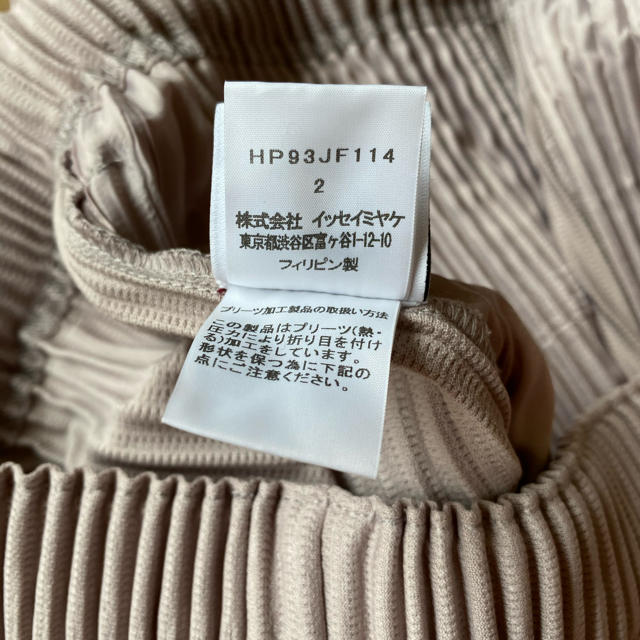 HP93JF114
2
株式会社 イッセイミヤケ
東京都渋谷区富ヶ谷1-12-10
フィリピン製
プリーツ加工製品の取扱い方法
この製品はプリーツ(熱・
圧力により折り目を付け
る)加工をしています。
形状を保つ為に下記の
点にご注意ください。